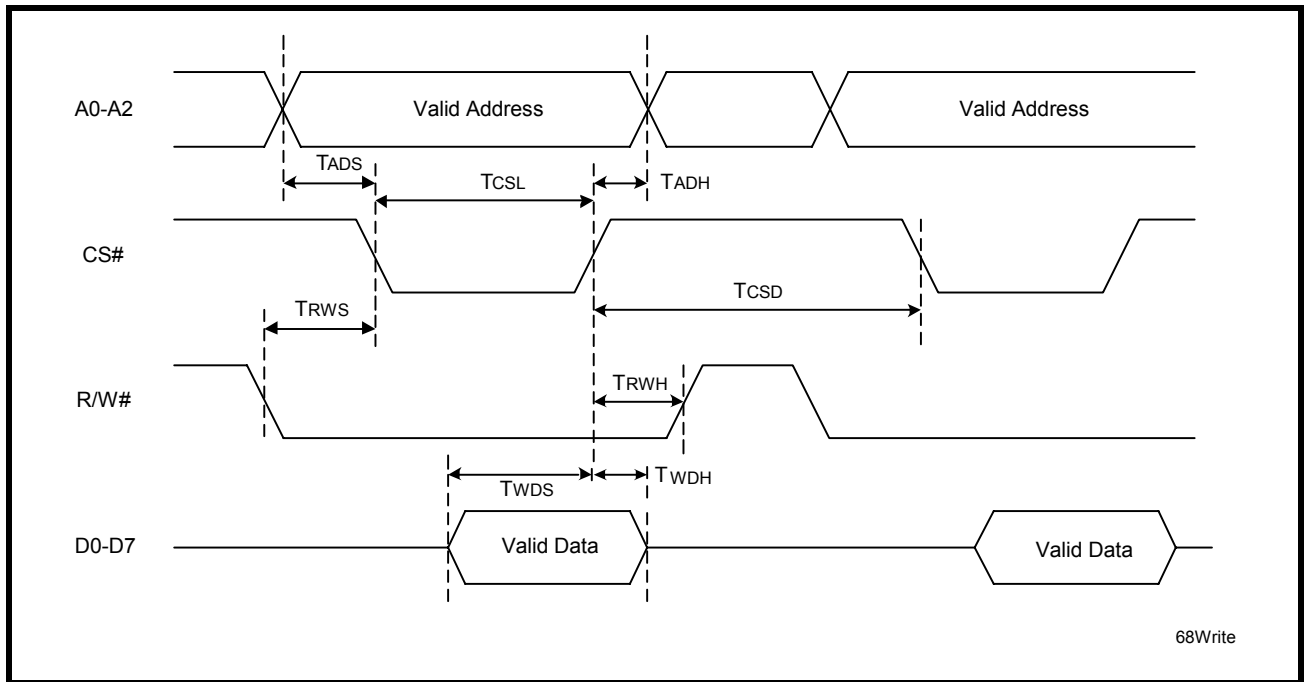 A0-A2
Valid Address
Valid Address
TADS
TCSL
TADH
CS#
TCSD
TRWS
TRWH
R/W#
TWDS
TWDH
D0-D7
Valid Data
Valid Data
68Write